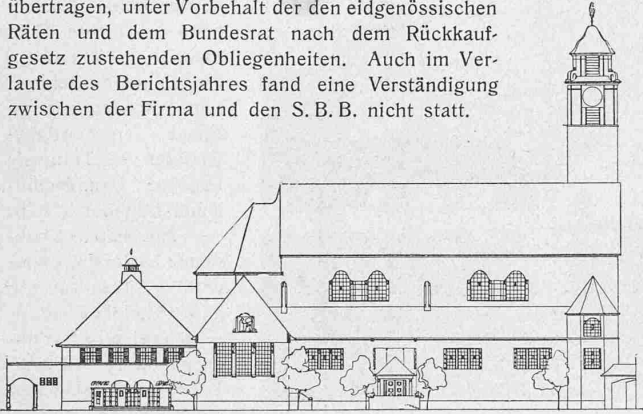 übertragen, unter Vorbehalt der den eidgenössischen
Räten und dem Bundesrat nach dem Rückkauf-
gesetz zustehenden Obliegenheiten. Auch im Ver-
laufe des Berichtsjahres fand eine Verständigung
zwischen der Firma und den S. B. B. nicht statt.